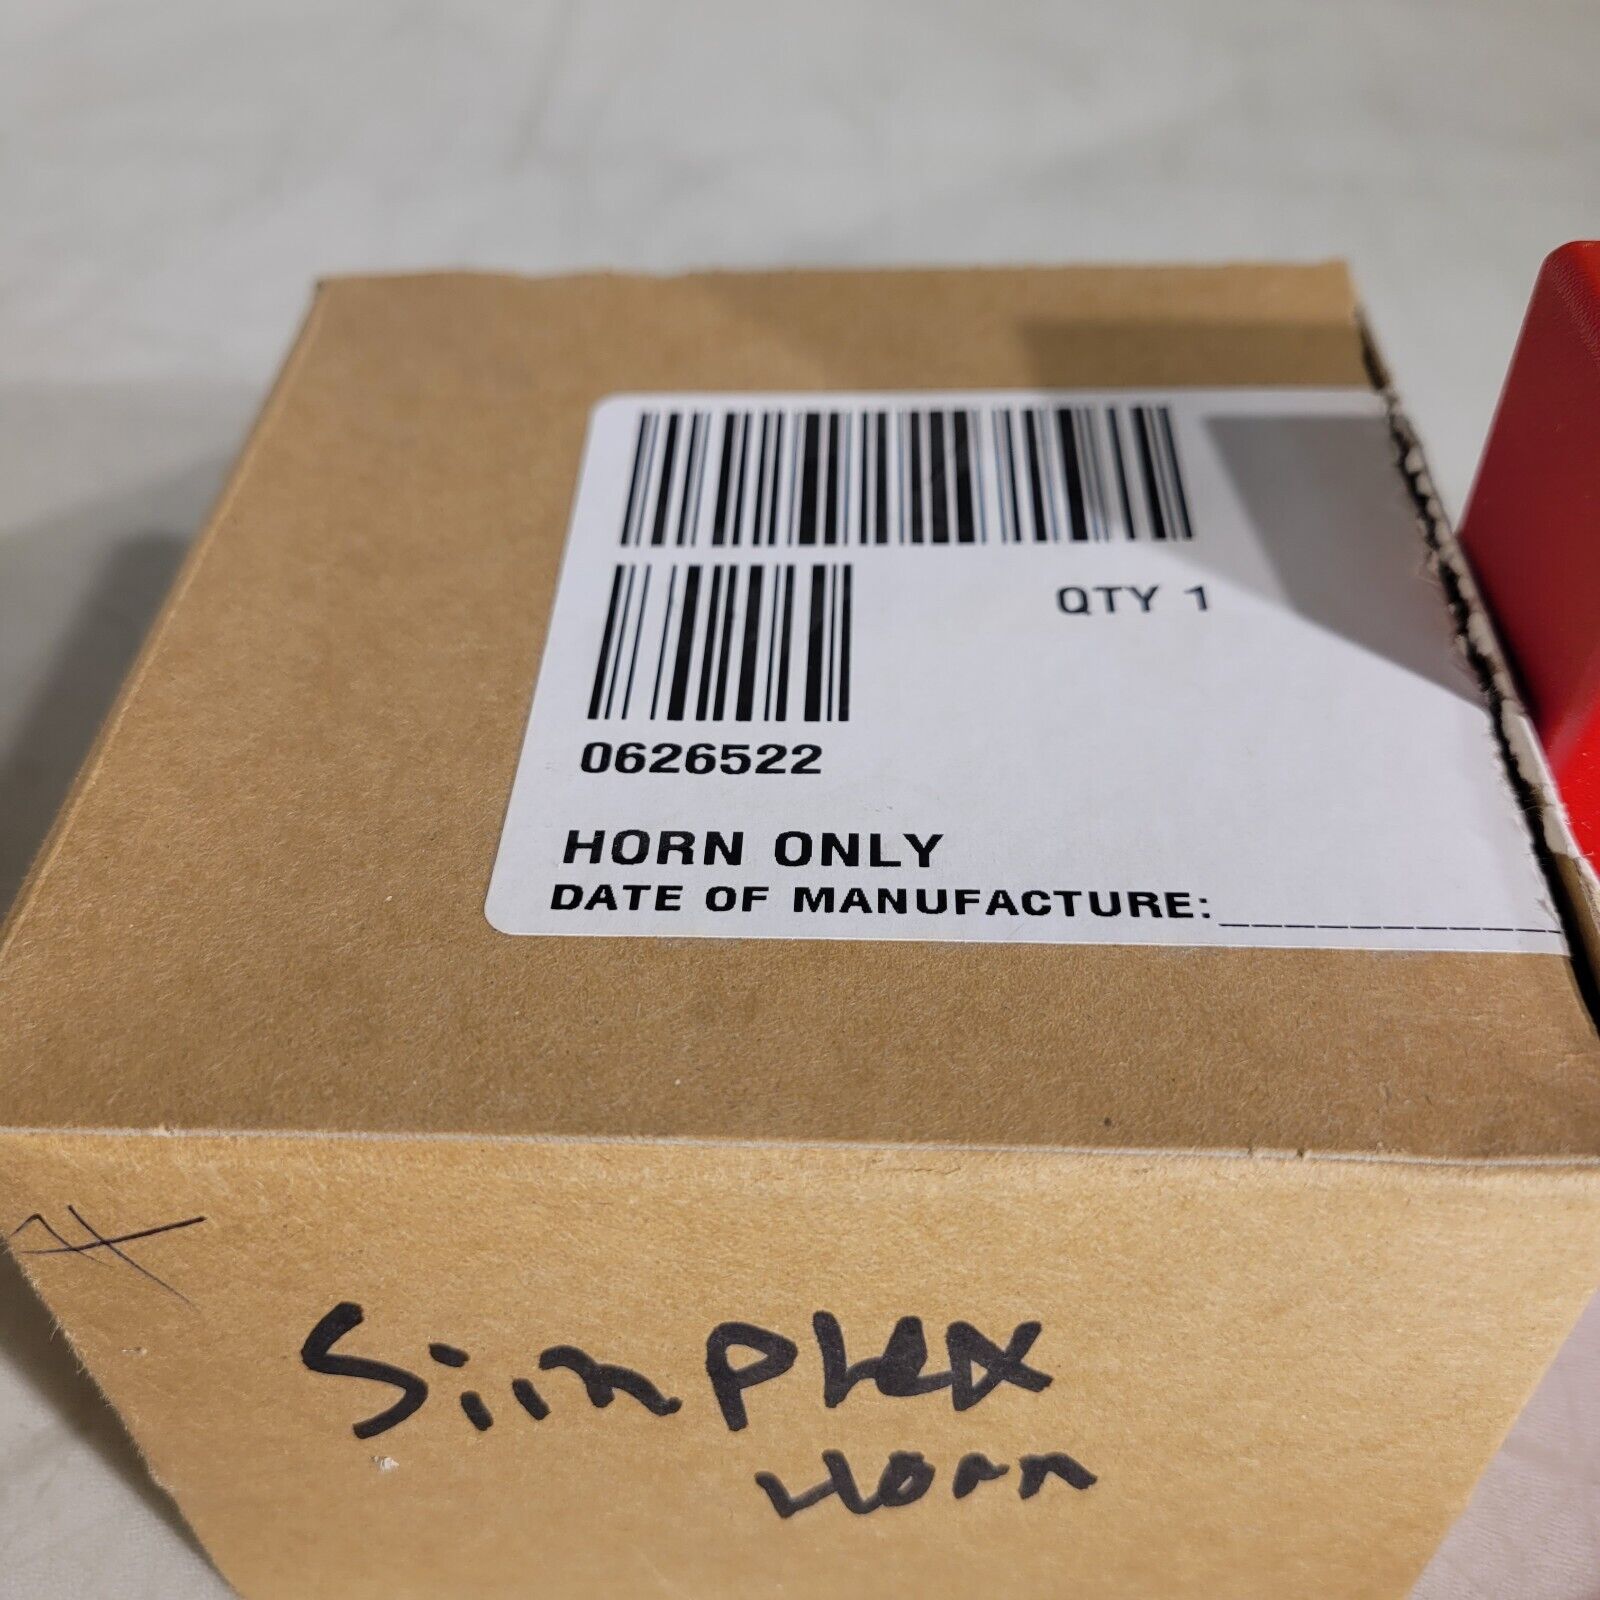 QTY 1
0626522
HORN ONLY
DATE OF MANUFACTURE:
Simplex
Horn